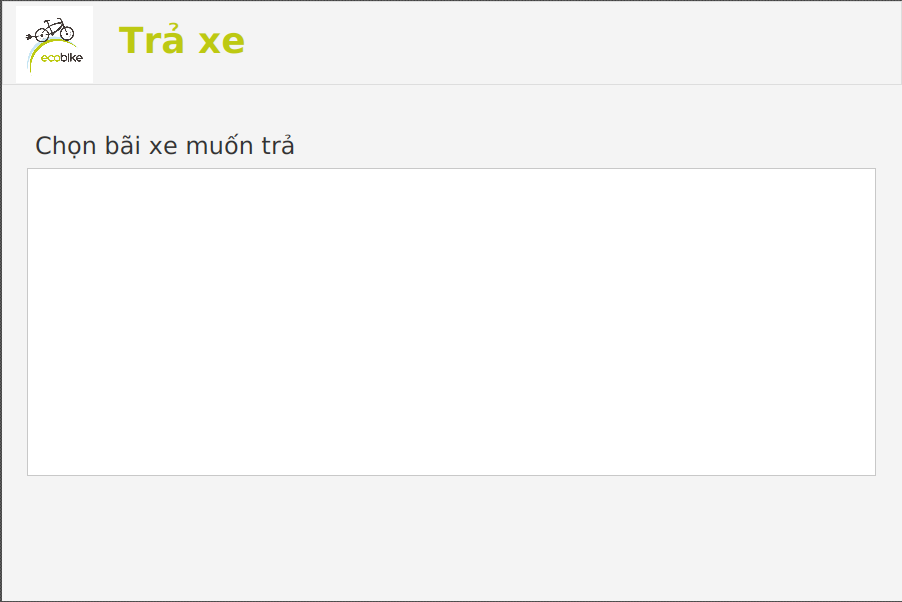 ecobike
Trả xe
Chọn bãi xe muốn trả